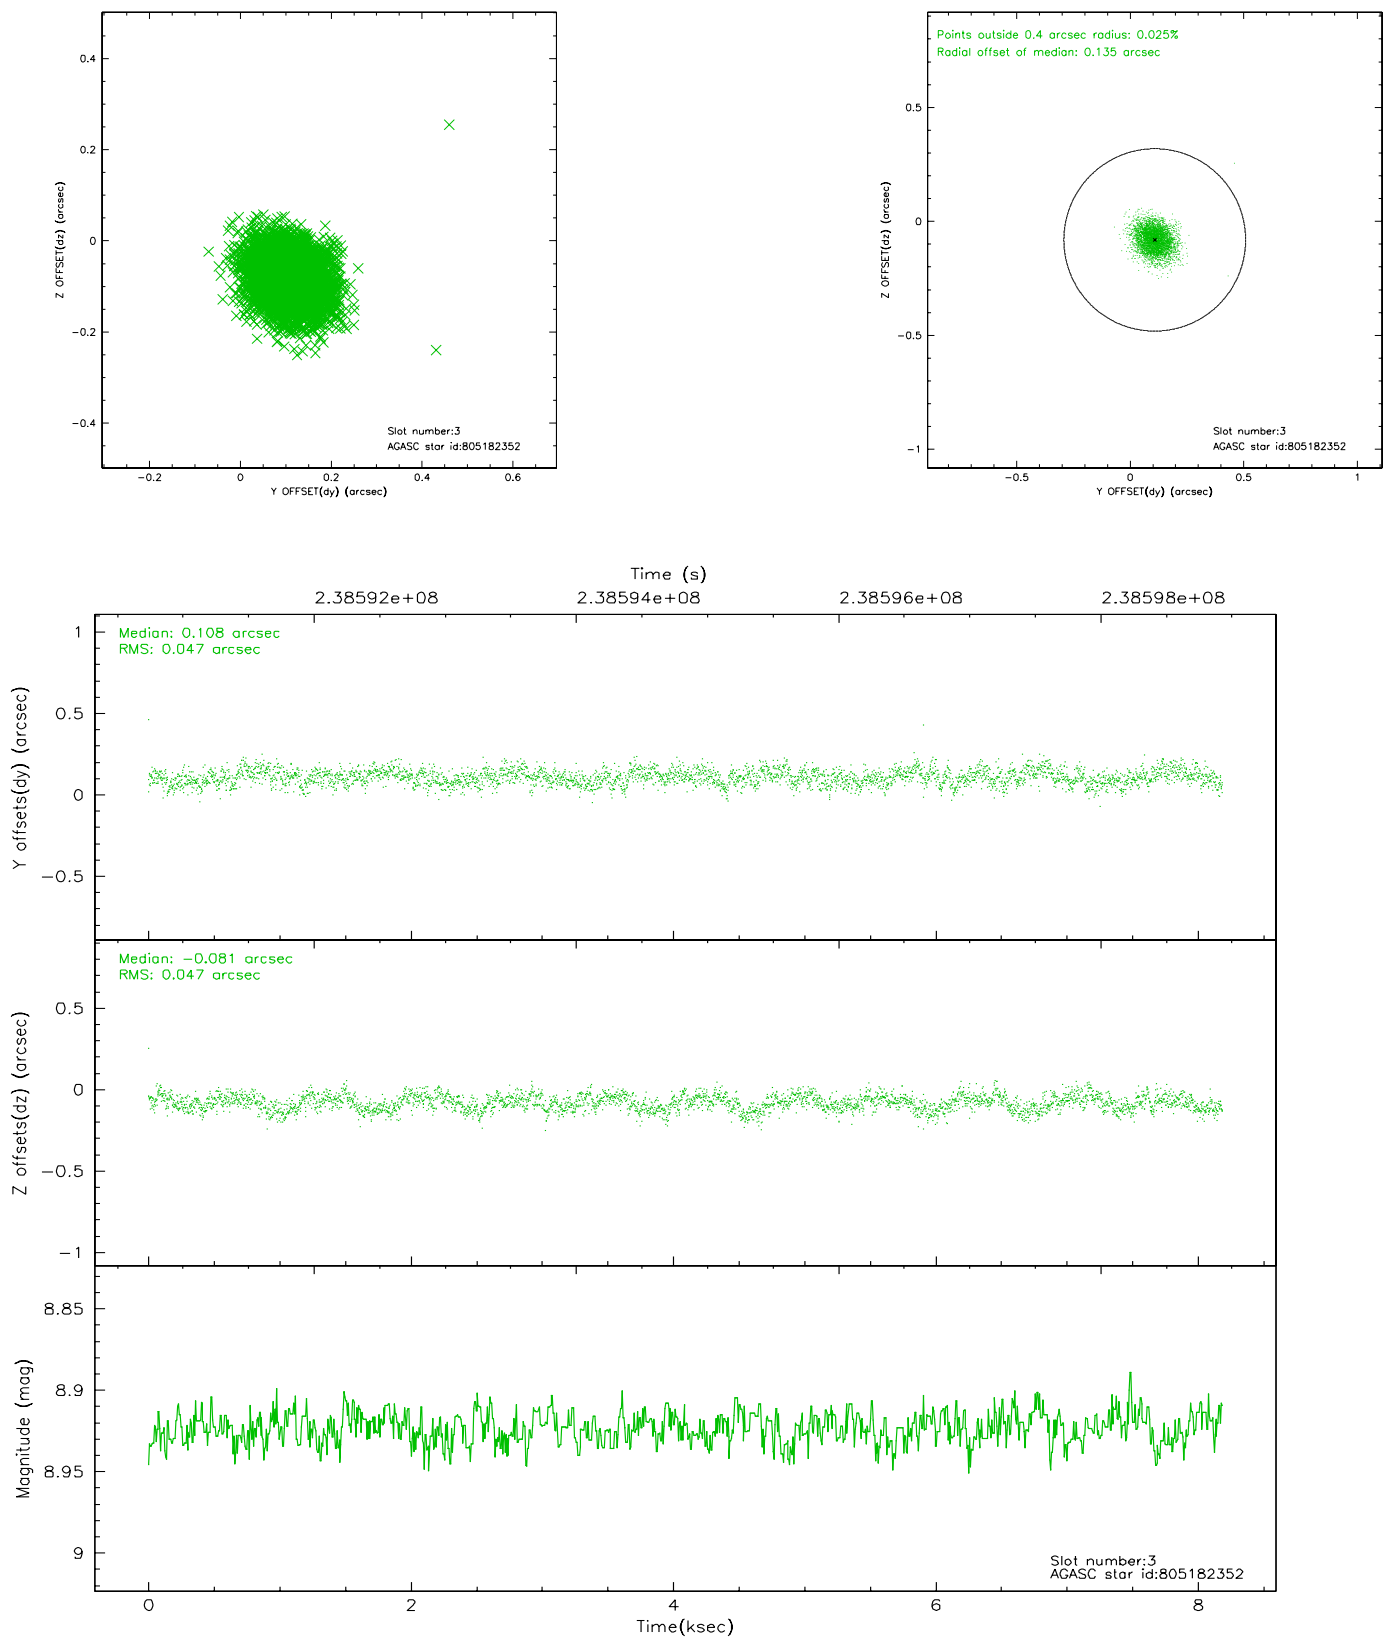 0.4
0.2
0
-0.2
-0.4
Z OFFSET(dz) (arcsec)
Slot number:3
AGASC star id:805182352
-0.2
0
0.2
0.4
0.6
Y OFFSET(dy) (arcsec)
Points outside 0.4 arcsec radius: 0.025%
Radial offset of median: 0.135 arcsec
0.5
0
-0.5
-1
Z OFFSET(dz) (arcsec)
Slot number:3
AGASC star id:805182352
-0.5
0
0.5
1
Y OFFSET(dy) (arcsec)
Time (s)
2.38592e+08
2.38594e+08
2.38596e+08
2.38598e+08
Median: 0.108 arcsec
RMS: 0.047 arcsec
1
0.5
0
-0.5
Y offsets(dy) (arcsec)
Median: -0.081 arcsec
RMS: 0.047 arcsec
0.5
0
-0.5
-1
Z offsets(dz) (arcsec)
8.85
8.9
8.95
9
Magnitude (mag)
Slot number:3
AGASC star id:805182352
0
2
4
6
8
Time(ksec)